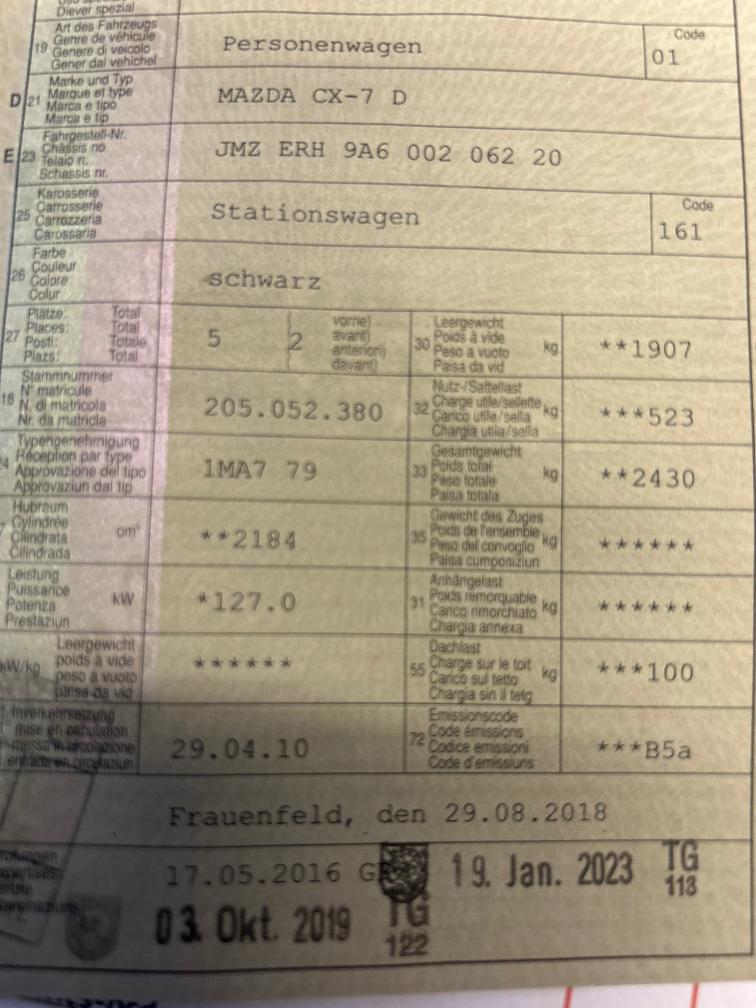 Diever spezial
19 Art des Fahrzeugs
Genre de véhicule
Genere di veicolo
Gener dal vehichel
Personenwagen
Code
01
D 21 Marke und Typ
Marque et type
Marca e tipo
Marca e tip
MAZDA CX-7 D
E 23 Fahrgestell-Nr.
Châssis no
Telaio n.
Schassis nr.
JMZ ERH 9A6 002 062 20
25 Karosserie
Carrosserie
Carrozzeria
Carossaria
Stationswagen
Code
161
26 Farbe
Couleur
Colore
Colur
schwarz
27 Plätze: Total
Places: Total
Posti: Totale
Plazs: Total
5
2 vorne)
avant)
anteriori)
davant)
30 Leergewicht
Poids à vide
Peso a vuoto
Paisa da vid
kg
**1907
18 Stammnummer
N° matricule
N. di matricola
Nr. da matricla
205.052.380
32 Nutz-/Sattellast
Charge utile/sellette
Carico utile/sella
Chargia utila/sella
kg
***523
24 Typengenehmigung
Réception par type
Approvazione del tipo
Approvaziun dal tip
1MA7 79
33 Gesamtgewicht
Poids total
Peso totale
Paisa totala
kg
**2430
Hubraum
Cylindrée
Cilindrata
Cilindrada
cm³
**2184
35 Gewicht des Zuges
Poids de l'ensemble
Peso del convoglio
Paisa cumposiziun
kg
******
Leistung
Puissance
Potenza
Prestaziun
kW
*127.0
31 Anhängelast
Poids remorquable
Carico rimorchiato
Chargia annexa
kg
******
kW/kg
Leergewicht
poids à vide
peso a vuoto
paisa da vid
******
55 Dachlast
Charge sur le toit
Carico sul tetto
Chargia sin il tetg
kg
***100
1. Inverkehrsetzung
mise en circulation
messa in circolazione
entrada en circulaziun
29.04.10
72 Emissionscode
Code émissions
Codice emissioni
Code d'emissiuns
***B5a
Frauenfeld, den 29.08.2018
17.05.2016
19. Jan. 2023
TG
113
03. Okt. 2019
TG
122